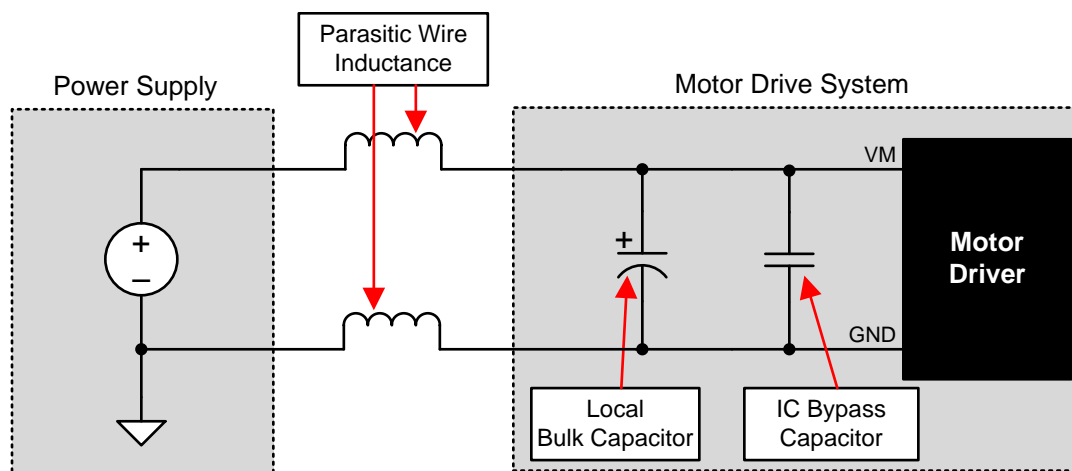 Parasitic Wire
Inductance
Power Supply
Motor Drive System
VM
+
–
+
Motor
Driver
GND
Local
Bulk Capacitor
IC Bypass
Capacitor